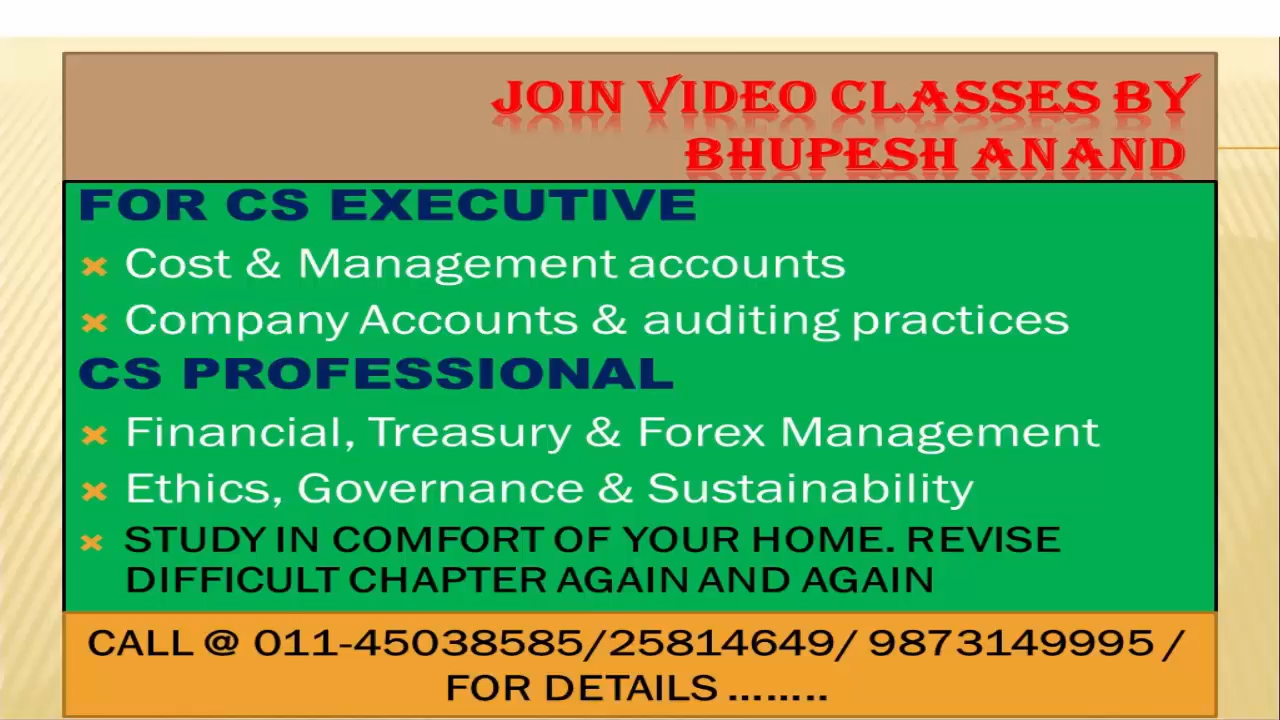 JOIN VIDEO CLASSES BY
BHUPESH ANAND
FOR CS EXECUTIVE
Cost & Management accounts
Company Accounts & auditing practices
CS PROFESSIONAL
Financial, Treasury & Forex Management
Ethics, Governance & Sustainability
STUDY IN COMFORT OF YOUR HOME. REVISE
DIFFICULT CHAPTER AGAIN AND AGAIN
CALL @ 011-45038585/25814649/ 9873149995 /
FOR DETAILS ........